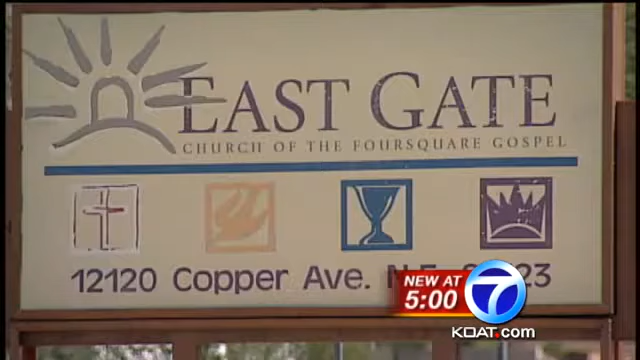 EAST GATE
CHURCH OF THE FOURSQUARE GOSPEL
12120 Copper Ave.
NEW AT
5:00
7
KOAT.com